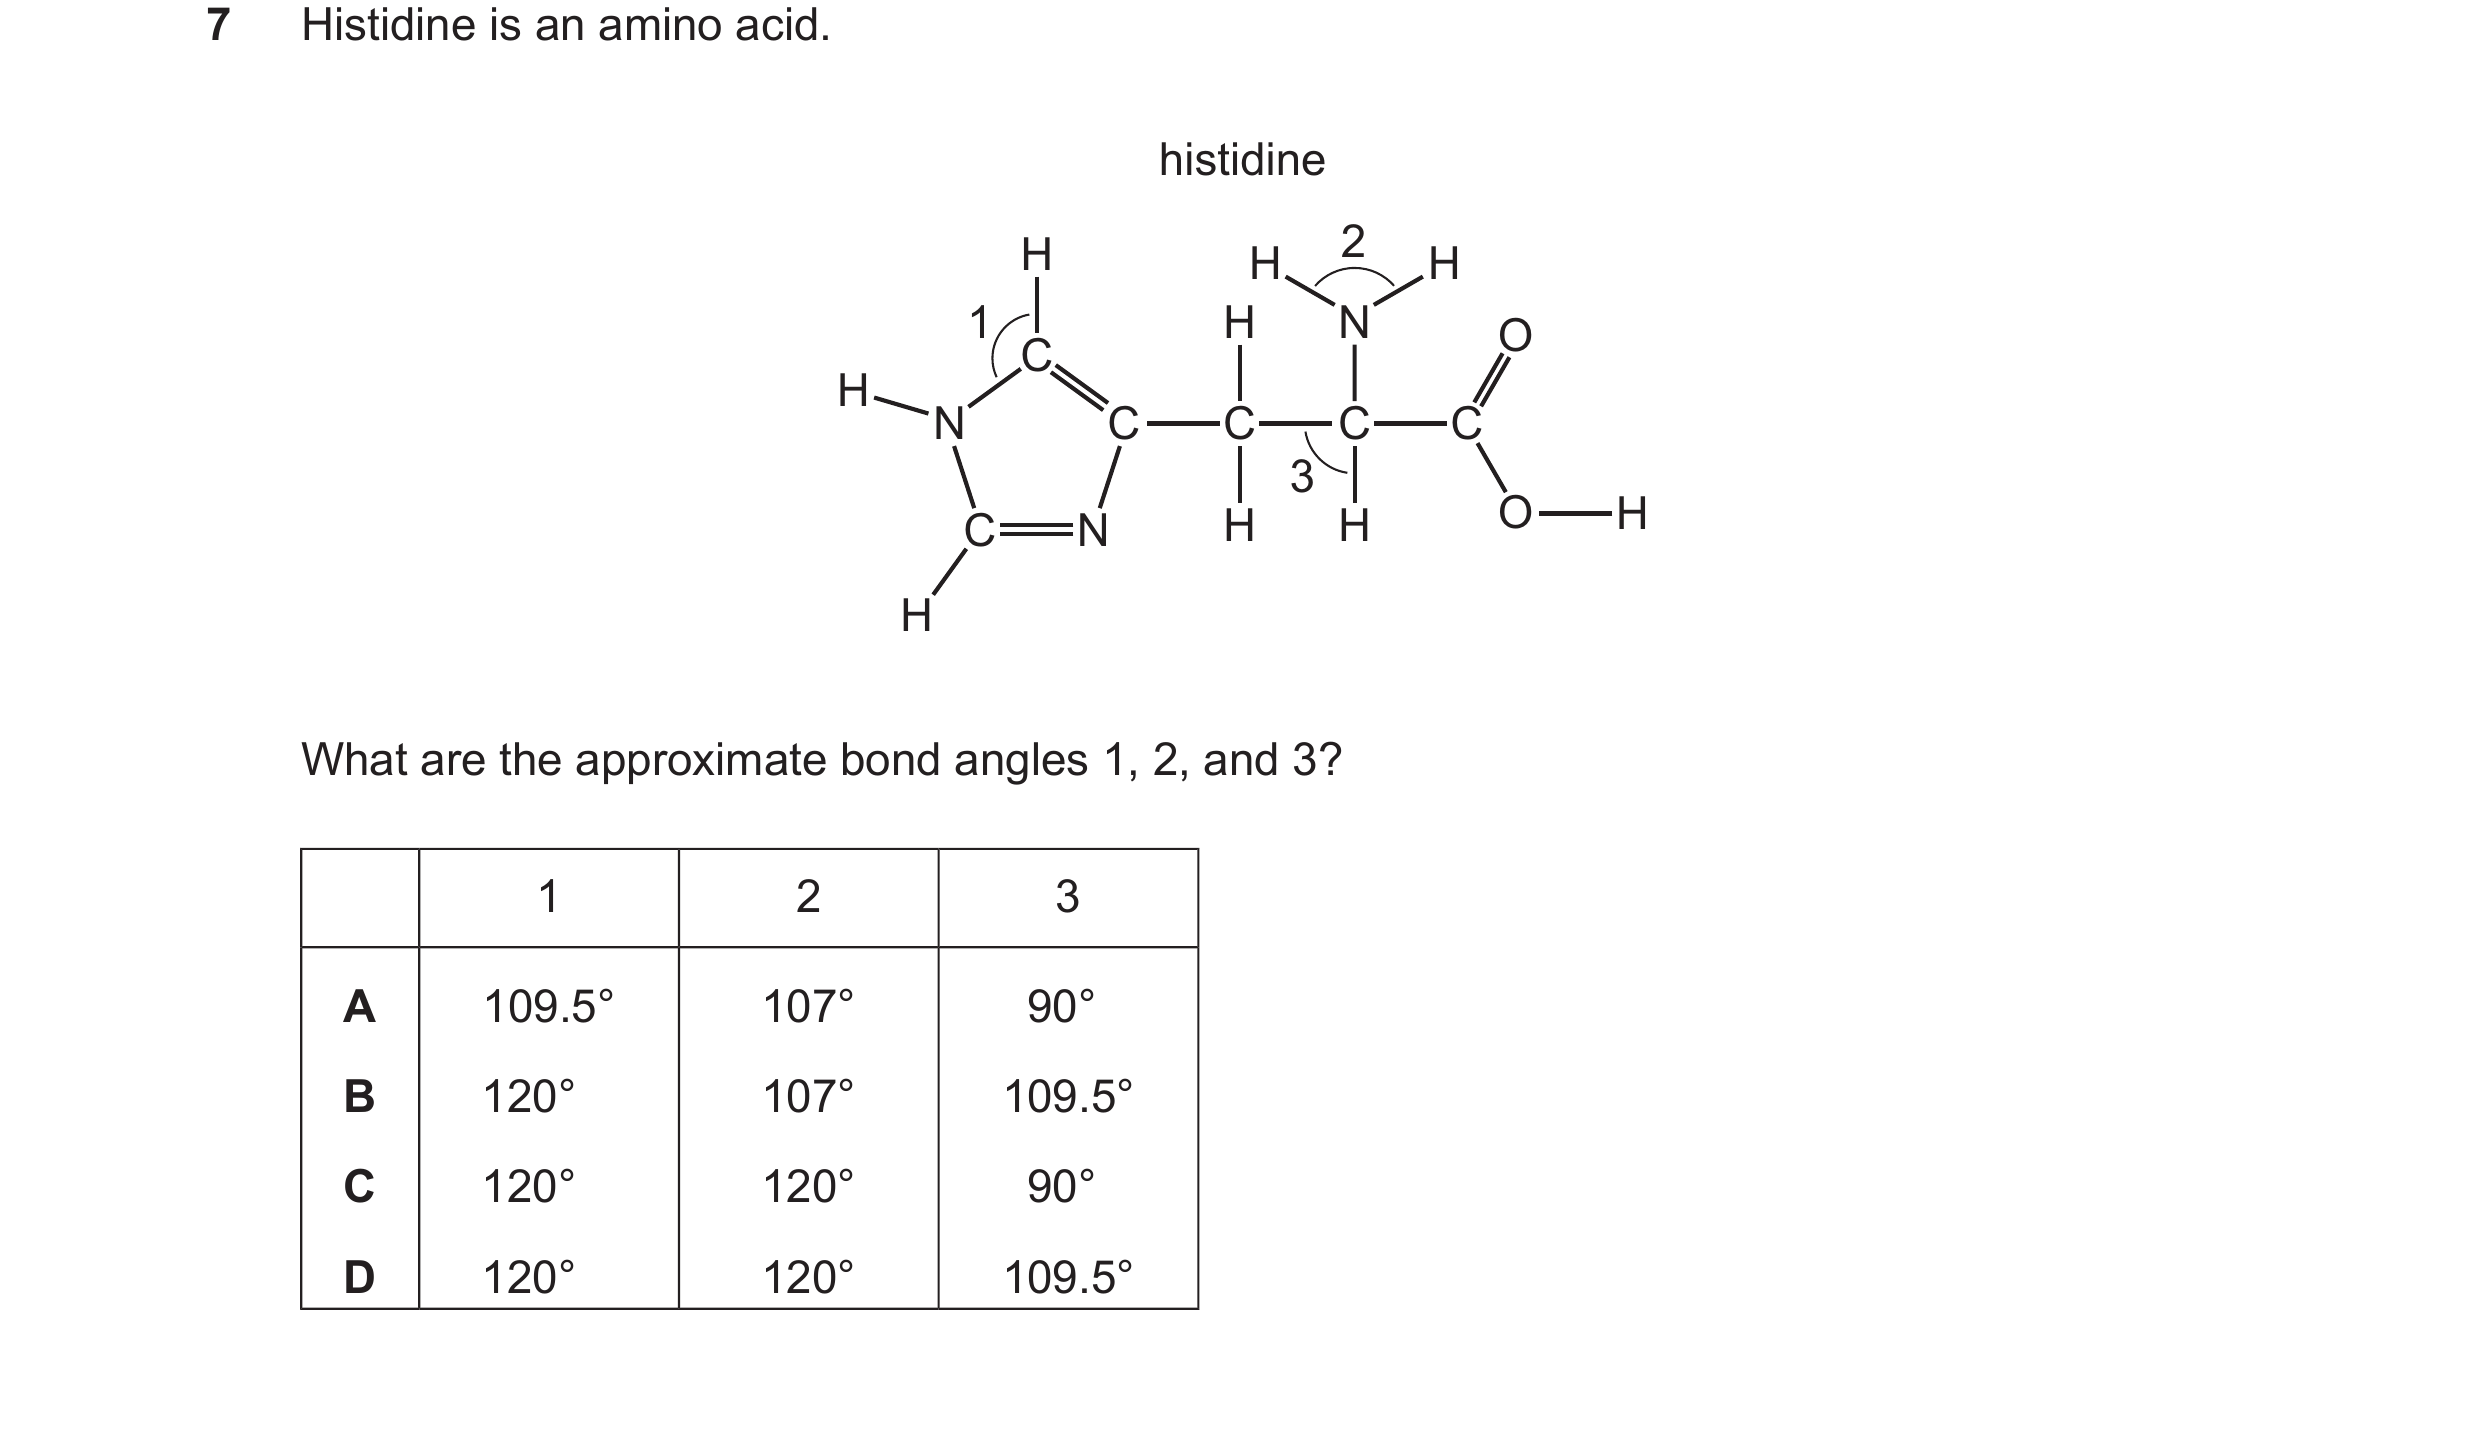 7 Histidine is an amino acid.
histidine
H 2
H H
1 H N O
C
H N C C C C
3
C N H H O H
H
What are the approximate bond angles 1, 2, and 3?
1 2 3
A 109.5° 107° 90°
B 120° 107° 109.5°
C 120° 120° 90°
D 120° 120° 109.5°